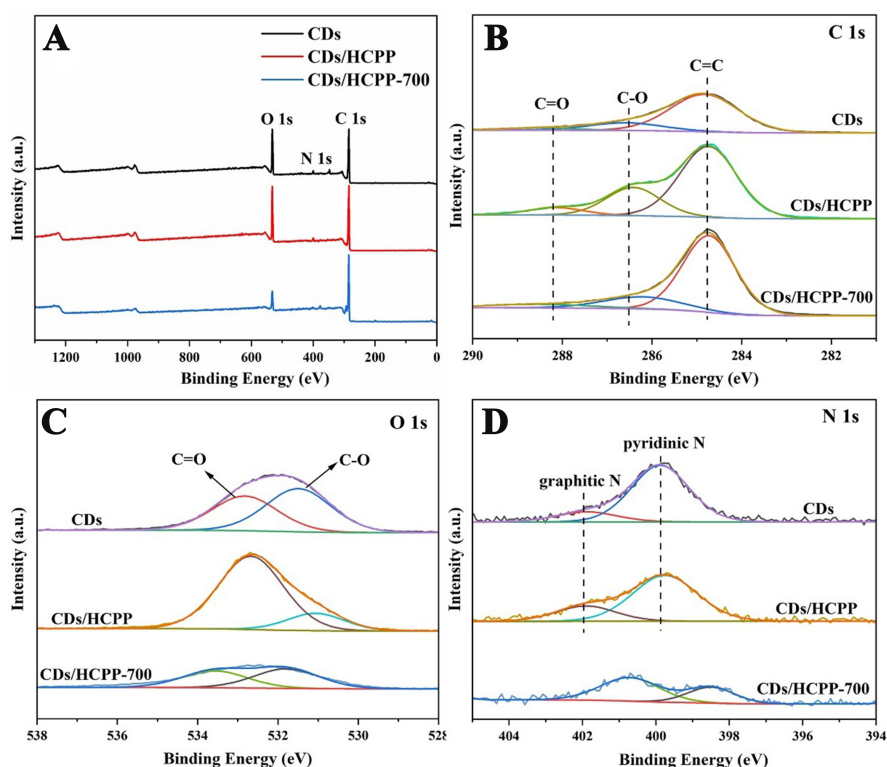 A
CDs
CDs/HCPP
CDs/HCPP-700
O 1s
C 1s
N 1s
Intensity (a.u.)
1200 1000 800 600 400 200 0
Binding Energy (eV)
B
C 1s
C=C
C=O
C-O
CDs
CDs/HCPP
CDs/HCPP-700
Intensity (a.u.)
290 288 286 284 282
Binding Energy (eV)
C
O 1s
C=O
C-O
CDs
CDs/HCPP
CDs/HCPP-700
Intensity (a.u.)
538 536 534 532 530 528
Binding Energy (eV)
D
N 1s
pyridinic N
graphitic N
CDs
CDs/HCPP
CDs/HCPP-700
Intensity (a.u.)
404 402 400 398 396 394
Binding Energy (eV)